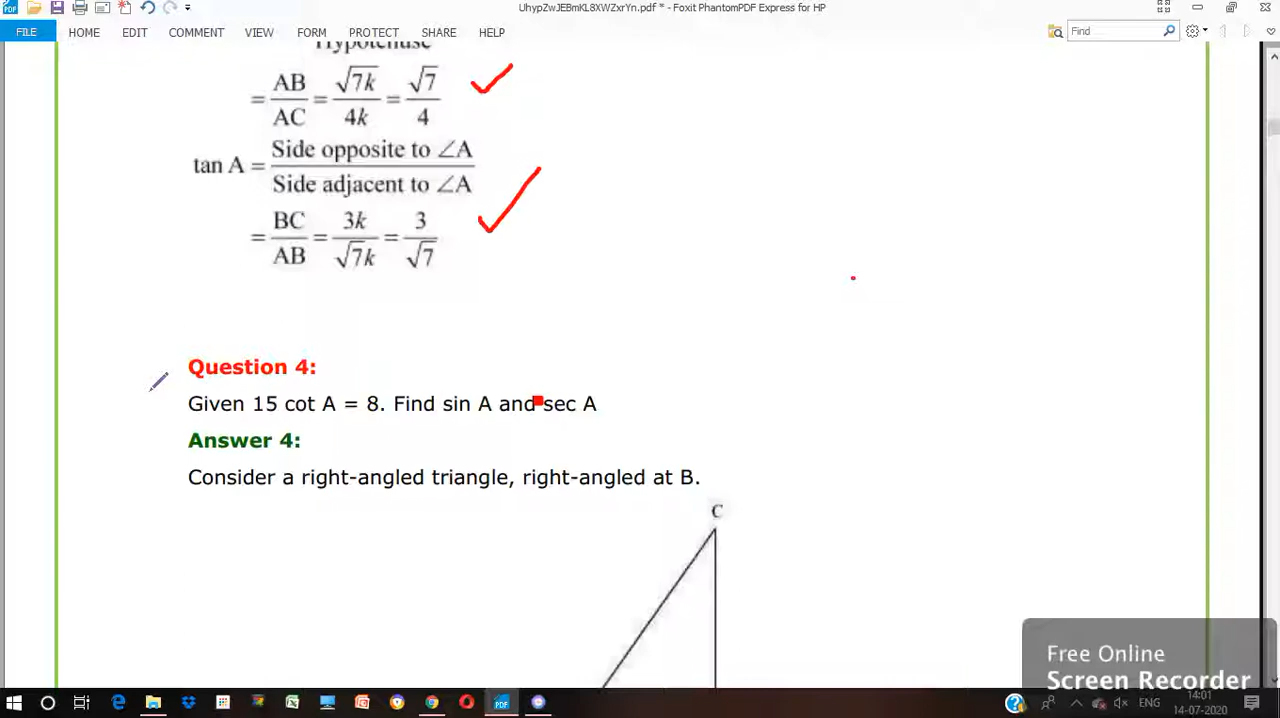 UhypZwJEBmKL8XWZxrYn.pdf * - Foxit PhantomPDF Express for HP
FILE HOME EDIT COMMENT VIEW FORM PROTECT SHARE HELP
Find
Hypotenuse
= AB/AC = √7k/4k = √7/4
tan A = Side opposite to ∠A / Side adjacent to ∠A
= BC/AB = 3k/√7k = 3/√7
Question 4:
Given 15 cot A = 8. Find sin A and sec A
Answer 4:
Consider a right-angled triangle, right-angled at B.
C
Free Online
Screen Recorder
ENG
14:01
14-07-2020